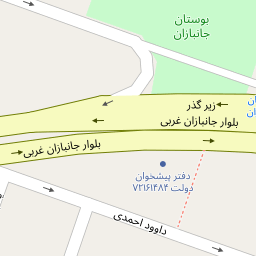 بوستان
جانبازان
زیر گذر
بلوار جانبازان غربی
بلوار جانبازان غربی
دفتر پیشخوان
دولت ۷۲۱۶۱۴۸۴
داوود احمدی